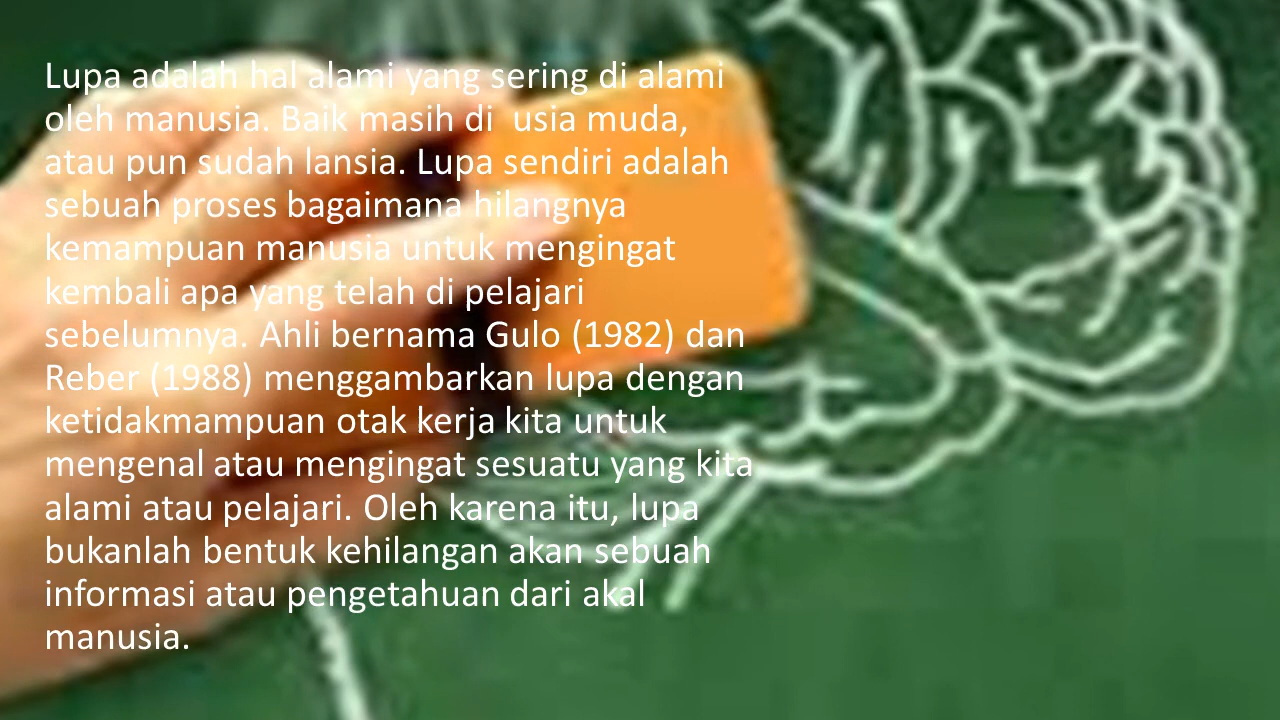 Lupa adalah hal alami yang sering di alami
oleh manusia. Baik masih di  usia muda,
atau pun sudah lansia. Lupa sendiri adalah
sebuah proses bagaimana hilangnya
kemampuan manusia untuk mengingat
kembali apa yang telah di pelajari
sebelumnya. Ahli bernama Gulo (1982) dan
Reber (1988) menggambarkan lupa dengan
ketidakmampuan otak kerja kita untuk
mengenal atau mengingat sesuatu yang kita
alami atau pelajari. Oleh karena itu, lupa
bukanlah bentuk kehilangan akan sebuah
informasi atau pengetahuan dari akal
manusia.